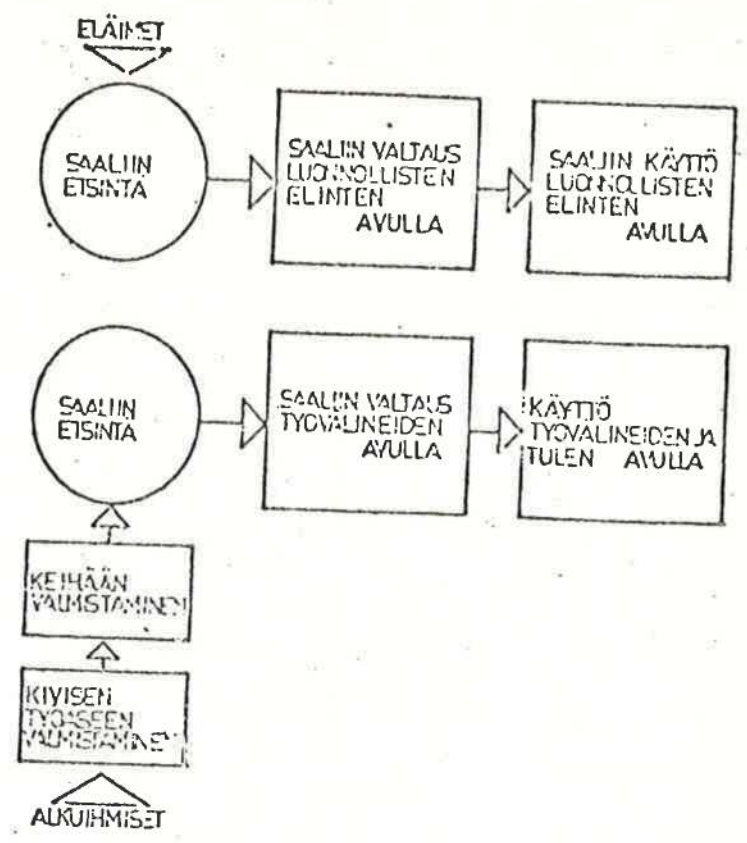 ELÄIMET
SAALIIN
ETSINTÄ
SAALIIN VALTAUS
LUONNOLLISTEN
ELINTEN
AVULLA
SAALIIN KÄYTTÖ
LUONNOLLISTEN
ELINTEN
AVULLA
SAALIIN
ETSINTÄ
SAALIIN VALTAUS
TYÖVÄLINEIDEN
AVULLA
KÄYTTÖ
TYÖVÄLINEIDEN JA
TULEN AVULLA
KEIHÄÄN
VALMISTAMINEN
KIVISEN
TYÖASEEN
VALMISTAMINEN
ALKUIHMISET